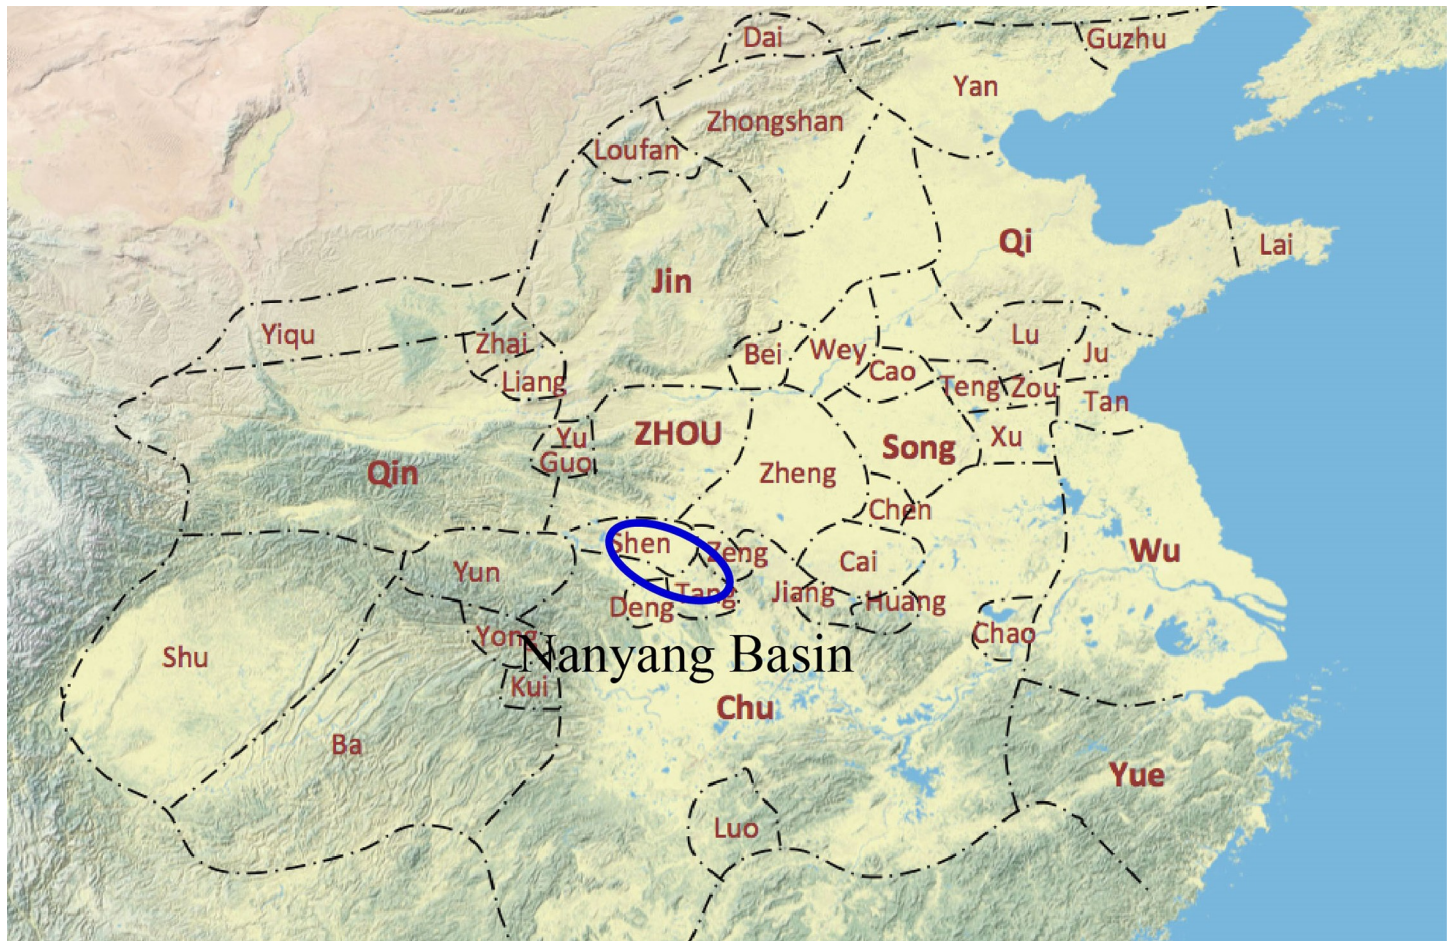 Dai
Guzhu
Yan
Zhongshan
Loufan
Qi
Lai
Jin
Yiqu
Zhai
Lu
Bei
Wey
Ju
Cao
Liang
Teng
Zou
Tan
Yu
ZHOU
Song
Xu
Guo
Qin
Zheng
Chen
Shen
Zeng
Wu
Cai
Yun
Tang
Jiang
Deng
Huang
Yong
Chao
Nanyang Basin
Shu
Kui
Chu
Ba
Yue
Luo